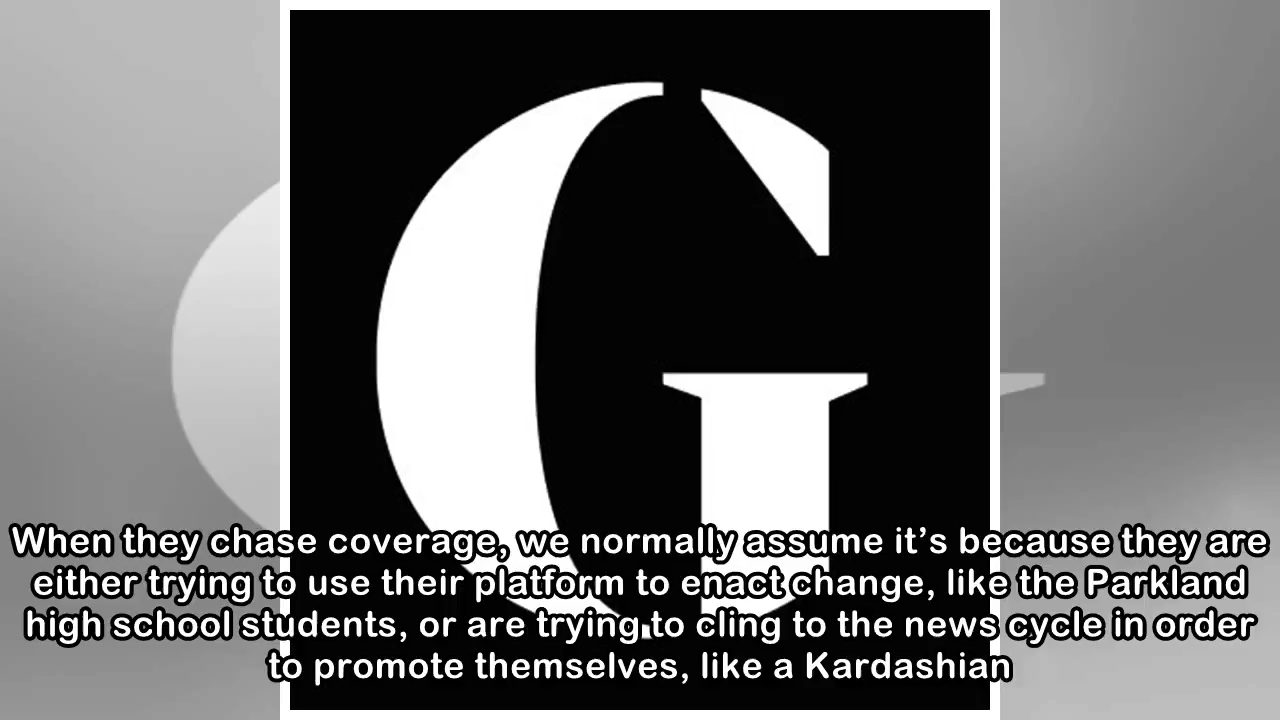 G
When they chase coverage, we normally assume it’s because they are
either trying to use their platform to enact change, like the Parkland
high school students, or are trying to cling to the news cycle in order
to promote themselves, like a Kardashian